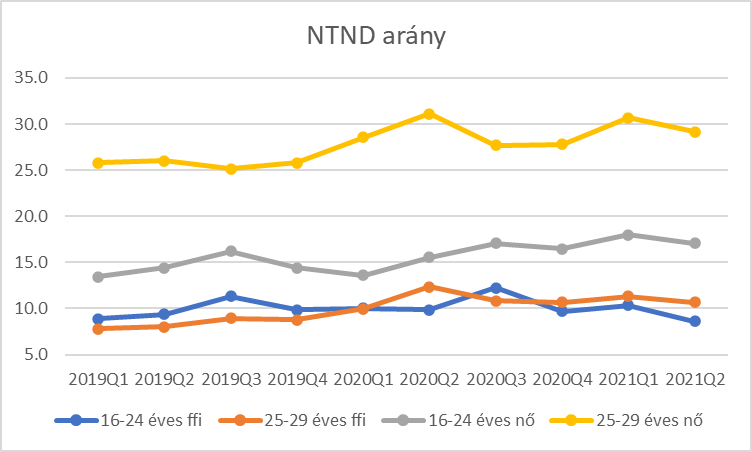 NTND arány
35.0
30.0
25.0
20.0
15.0
10.0
5.0
2019Q1 2019Q2 2019Q3 2019Q4 2020Q1 2020Q2 2020Q3 2020Q4 2021Q1 2021Q2
16-24 éves ffi 25-29 éves ffi 16-24 éves nő 25-29 éves nő